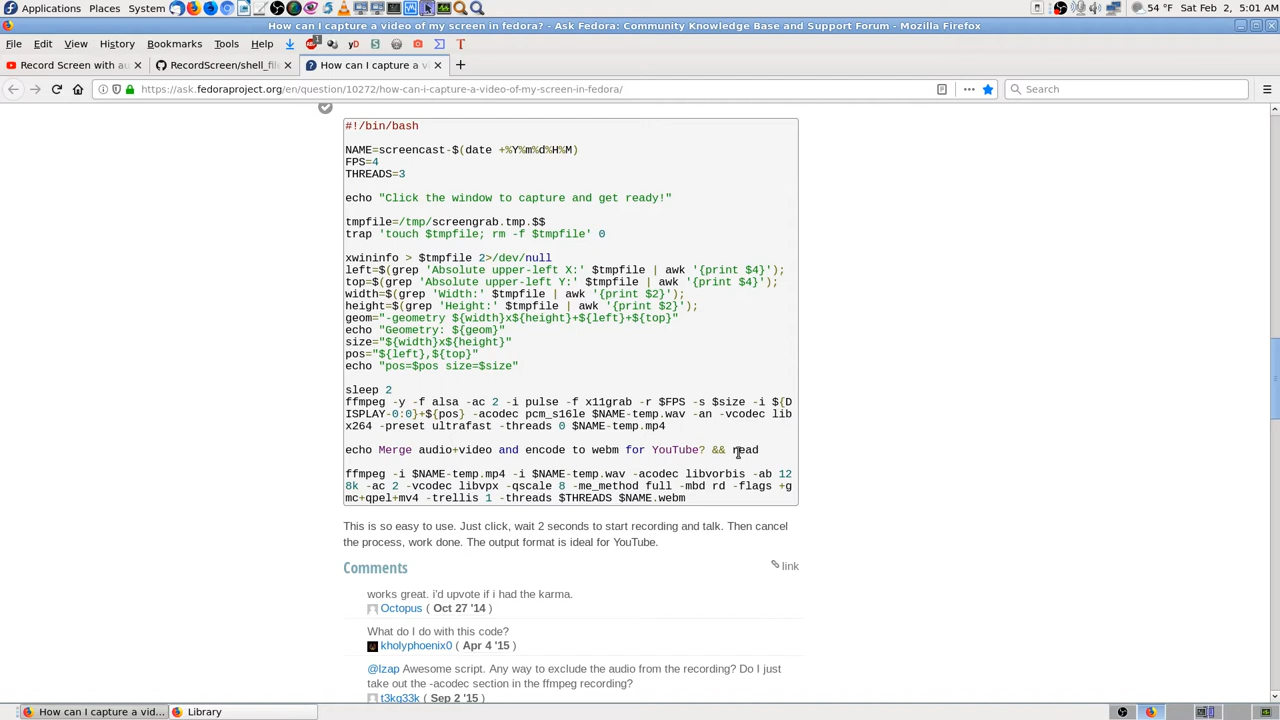 Applications Places System 54 °F Sat Feb 2, 5:01 AM
How can I capture a video of my screen in fedora? - Ask Fedora: Community Knowledge Base and Support Forum - Mozilla Firefox
File Edit View History Bookmarks Tools Help
Record Screen with au
RecordScreen/shell_file
How can I capture a vi
https://ask.fedoraproject.org/en/question/10272/how-can-i-capture-a-video-of-my-screen-in-fedora/
Search
#!/bin/bash
NAME=screencast-$(date +%Y%m%d%H%M)
FPS=4
THREADS=3
echo "Click the window to capture and get ready!"
tmpfile=/tmp/screengrab.tmp.$$
trap 'touch $tmpfile; rm -f $tmpfile' 0
xwininfo > $tmpfile 2>/dev/null
left=$(grep 'Absolute upper-left X:' $tmpfile | awk '{print $4}');
top=$(grep 'Absolute upper-left Y:' $tmpfile | awk '{print $4}');
width=$(grep 'Width:' $tmpfile | awk '{print $2}');
height=$(grep 'Height:' $tmpfile | awk '{print $2}');
geom="-geometry ${width}x${height}+${left}+${top}"
echo "Geometry: ${geom}"
size="${width}x${height}"
pos="${left},${top}"
echo "pos=$pos size=$size"
sleep 2
ffmpeg -y -f alsa -ac 2 -i pulse -f x11grab -r $FPS -s $size -i ${D
ISPLAY-0:0}+${pos} -acodec pcm_s16le $NAME-temp.wav -an -vcodec lib
x264 -preset ultrafast -threads 0 $NAME-temp.mp4
echo Merge audio+video and encode to webm for YouTube? && read
ffmpeg -i $NAME-temp.mp4 -i $NAME-temp.wav -acodec libvorbis -ab 12
8k -ac 2 -vcodec libvpx -qscale 8 -me_method full -mbd rd -flags +g
mc+qpel+mv4 -trellis 1 -threads $THREADS $NAME.webm
This is so easy to use. Just click, wait 2 seconds to start recording and talk. Then cancel
the process, work done. The output format is ideal for YouTube.
Comments
link
works great. i'd upvote if i had the karma.
Octopus ( Oct 27 '14 )
What do I do with this code?
kholyphoenix0 ( Apr 4 '15 )
@lzap Awesome script. Any way to exclude the audio from the recording? Do I just
take out the -acodec section in the ffmpeg recording?
t3kg33k ( Sep 2 '15 )
How can I capture a vid...
Library